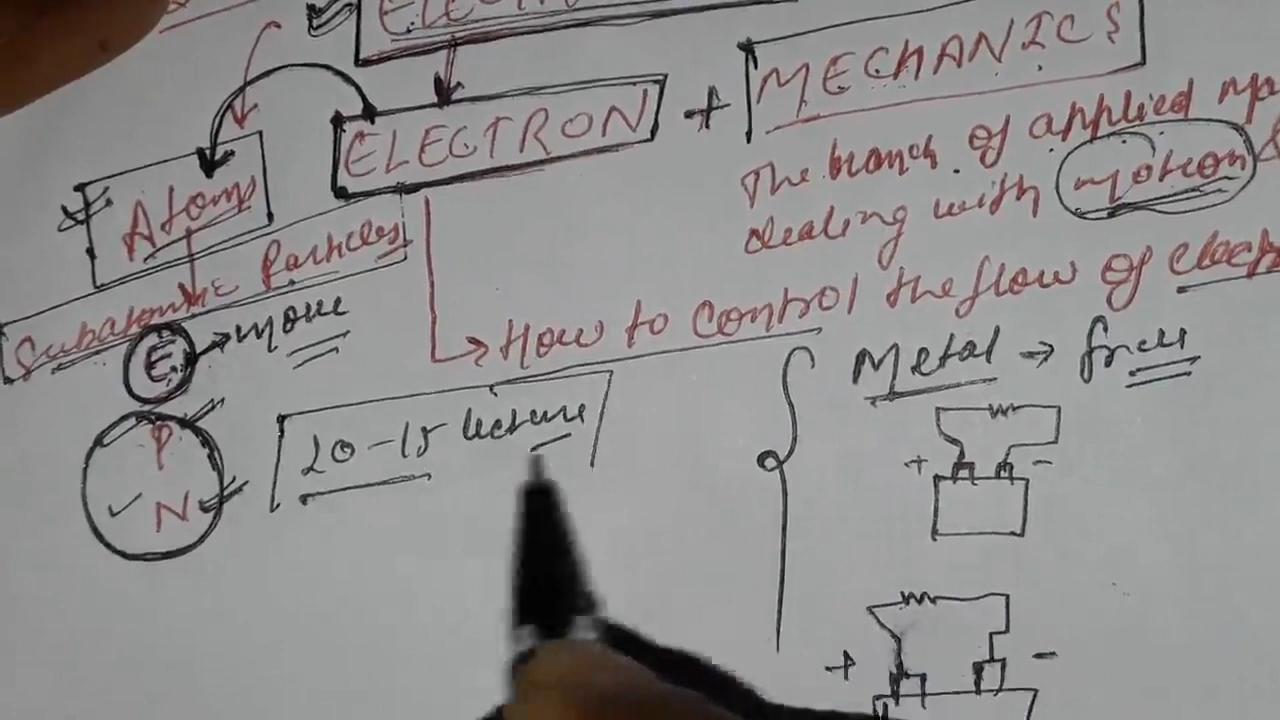 MECHANICS
ELECTRON +
Atoms
The branch of applied
dealing with motion &
Subatomic Particles
How to control the flow of
E → move
Metal →
P
N
20-15 lecture
+ -
+ -